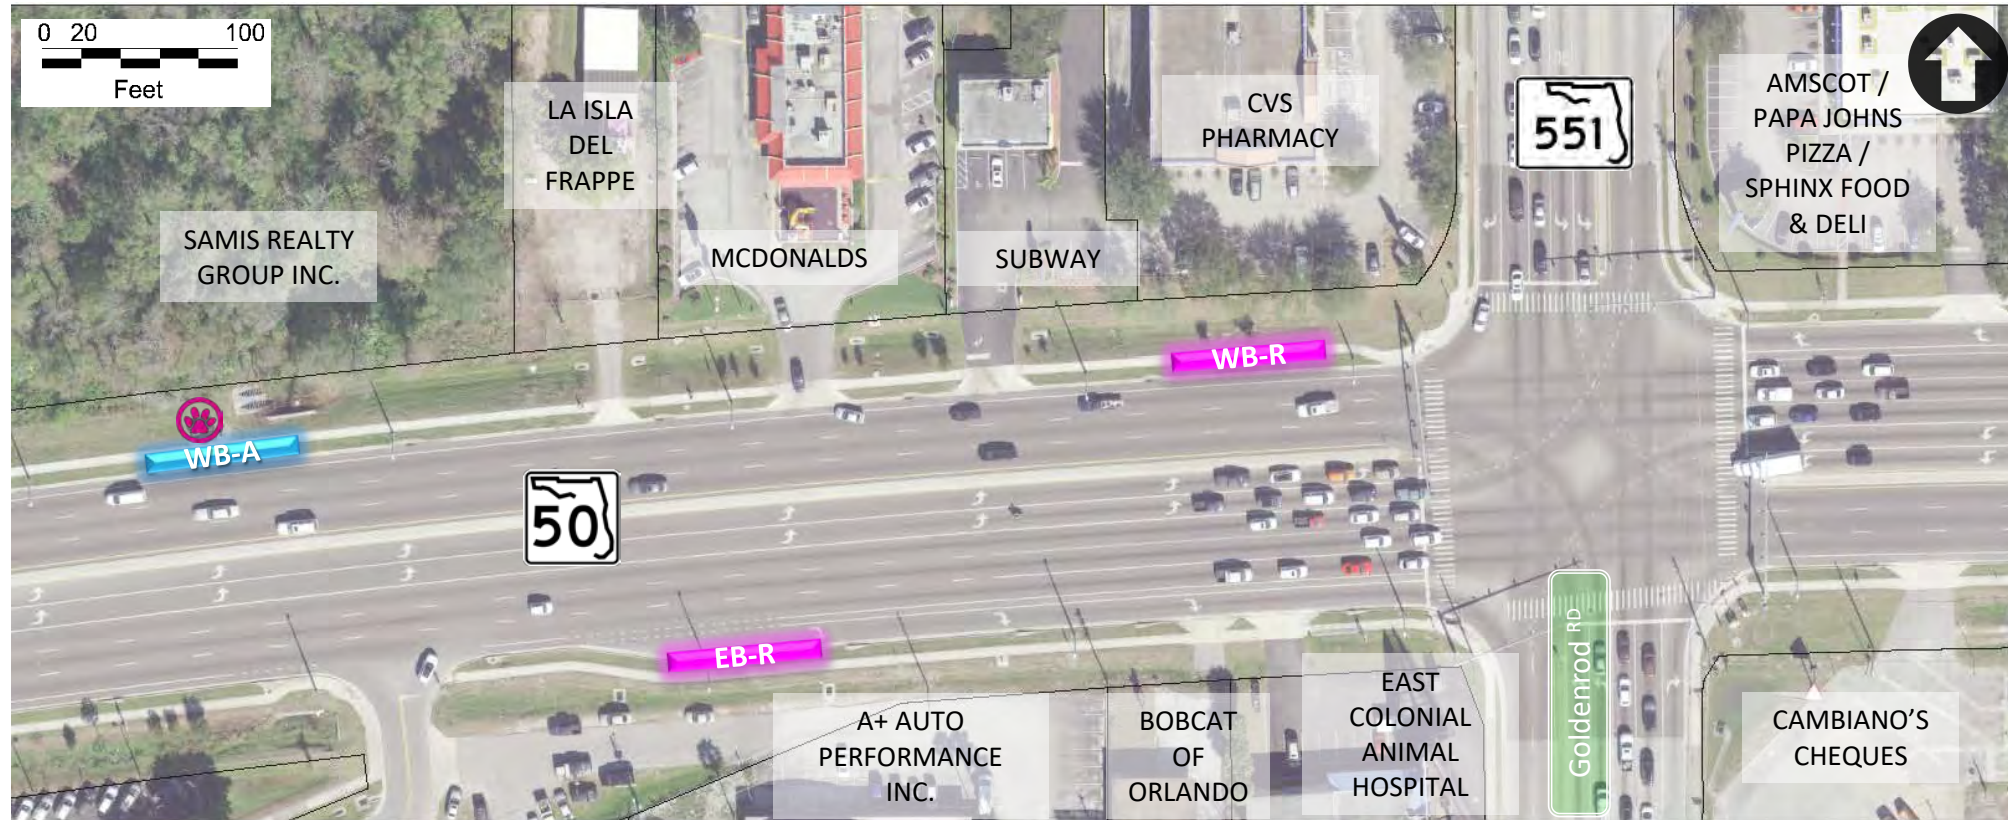 0 20 100
Feet
LA ISLA
DEL
FRAPPE
SAMIS REALTY
GROUP INC.
MCDONALDS
SUBWAY
CVS
PHARMACY
551
AMSCOT /
PAPA JOHNS
PIZZA /
SPHINX FOOD
& DELI
WB-R
WB-A
50
EB-R
A+ AUTO
PERFORMANCE
INC.
BOBCAT
OF
ORLANDO
EAST
COLONIAL
ANIMAL
HOSPITAL
Goldenrod RD
CAMBIANO’S
CHEQUES